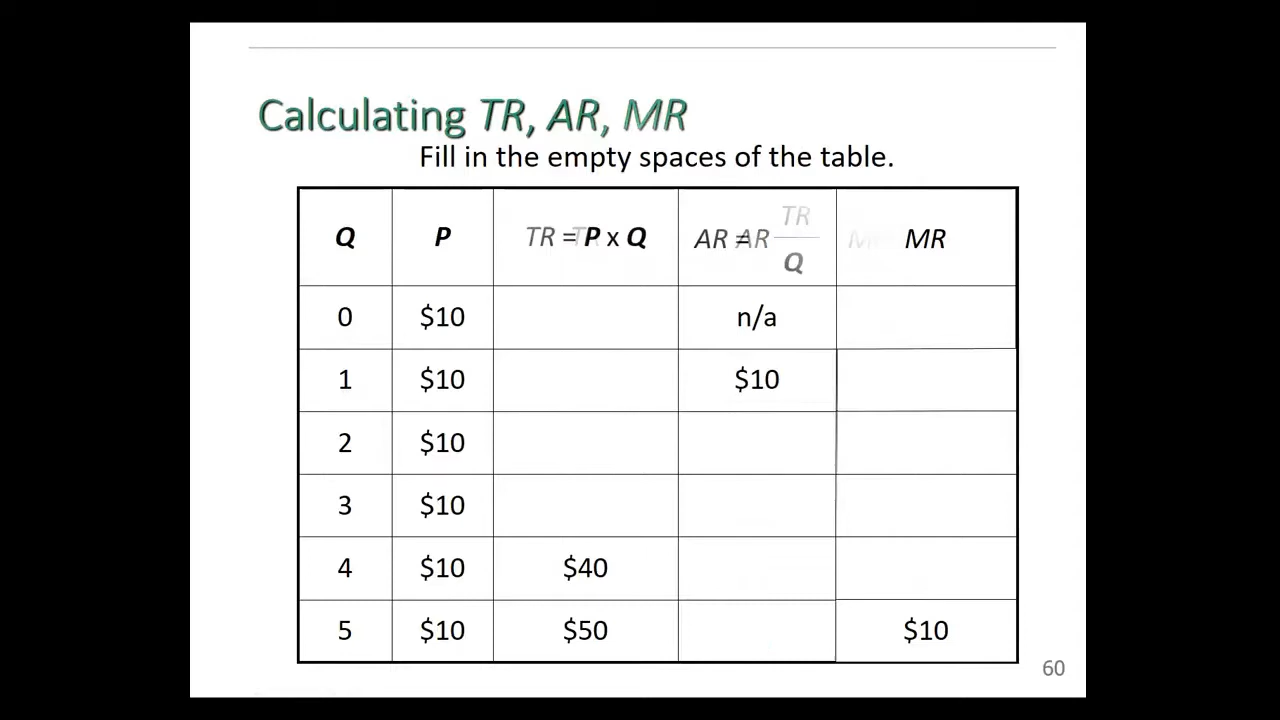 Calculating TR, AR, MR
Fill in the empty spaces of the table.
Q P TR = P x Q AR = TR / Q MR
0 $10 n/a
1 $10 $10
2 $10
3 $10
4 $10 $40
5 $10 $50 $10
60